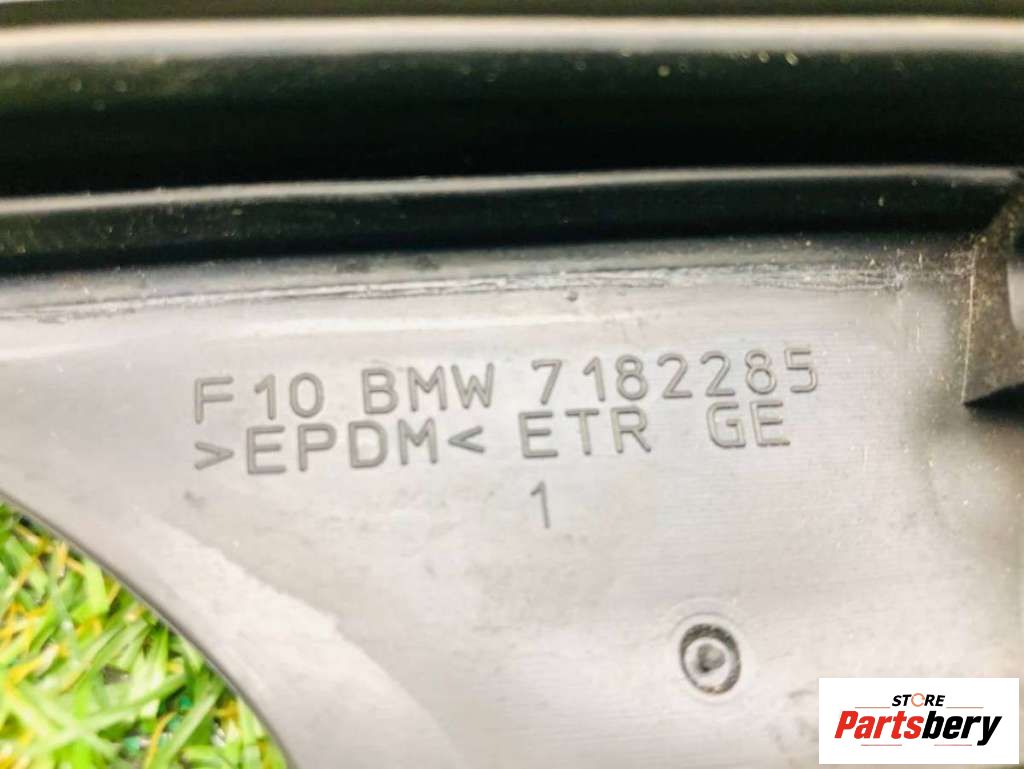 F10 BMW 7182285
>EPDM< ETR GE
1
STORE
Partsbery